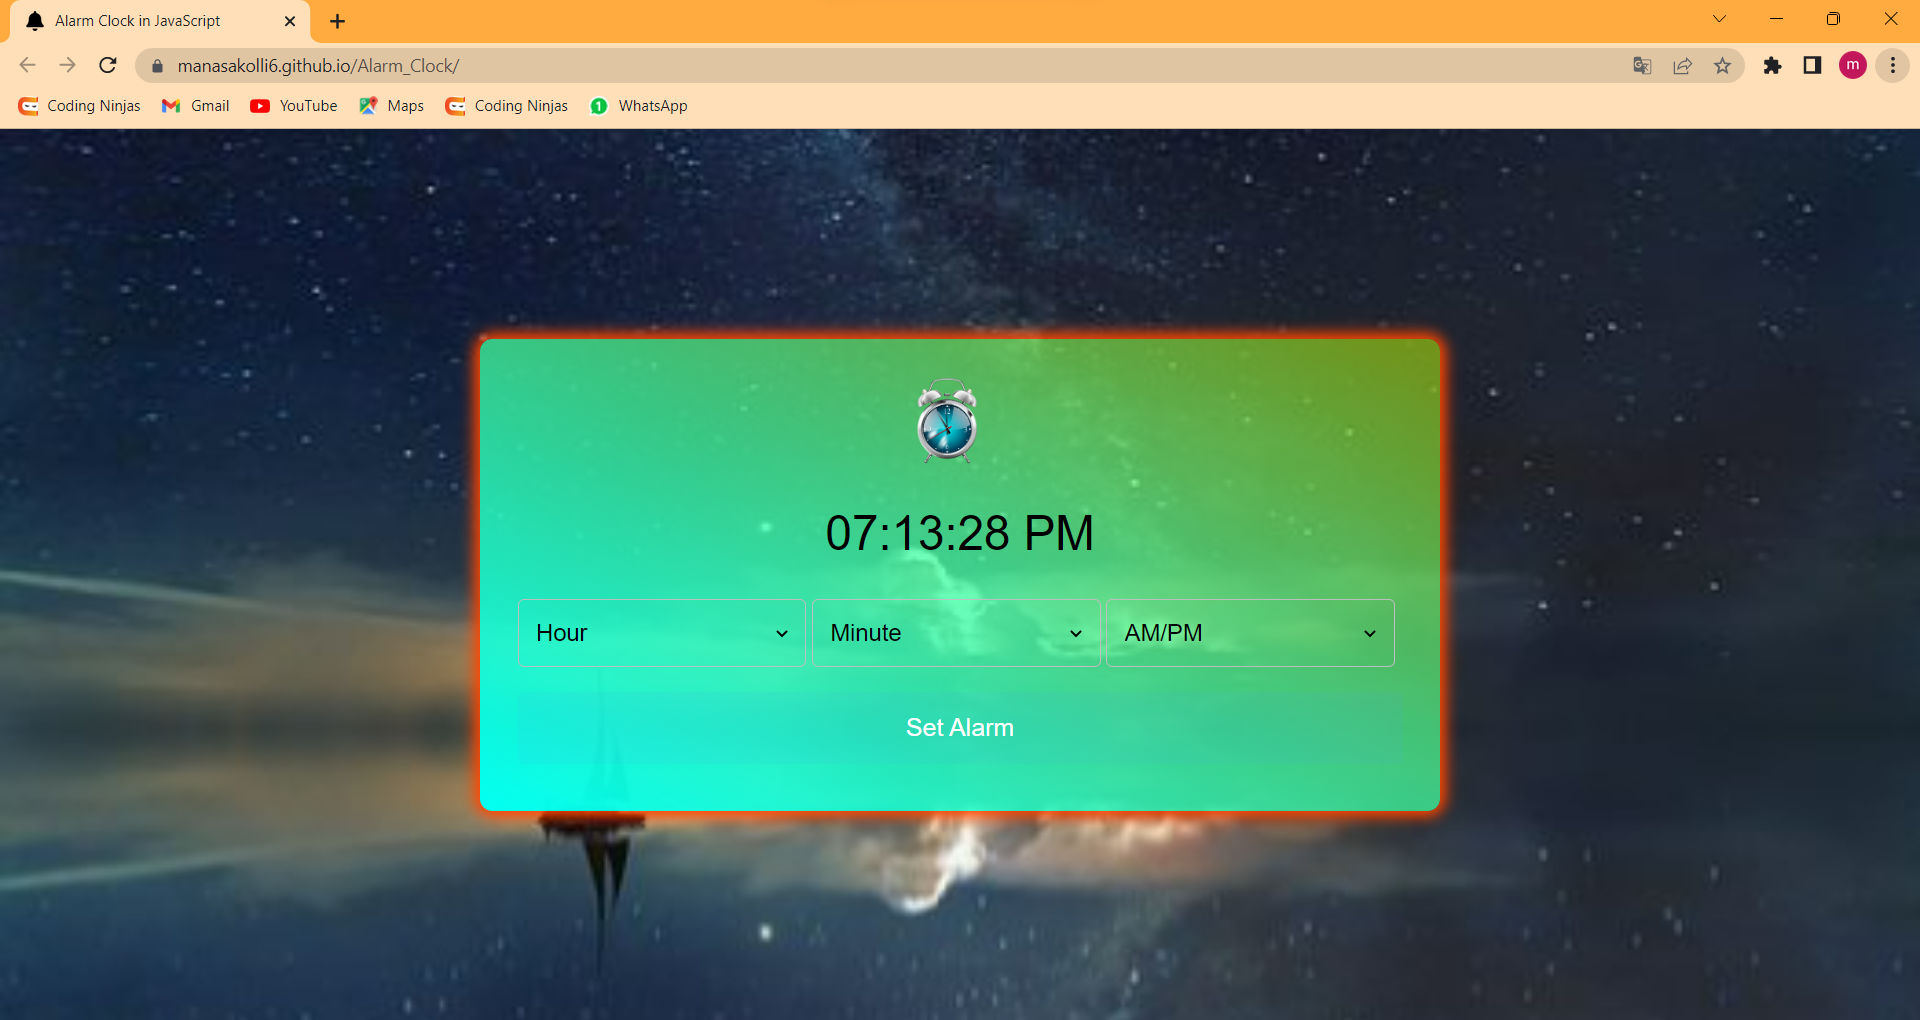 Alarm Clock in JavaScript
manasakolli6.github.io/Alarm_Clock/
m
Coding Ninjas Gmail YouTube Maps Coding Ninjas 1 WhatsApp
07:13:28 PM
Hour Minute AM/PM
Set Alarm